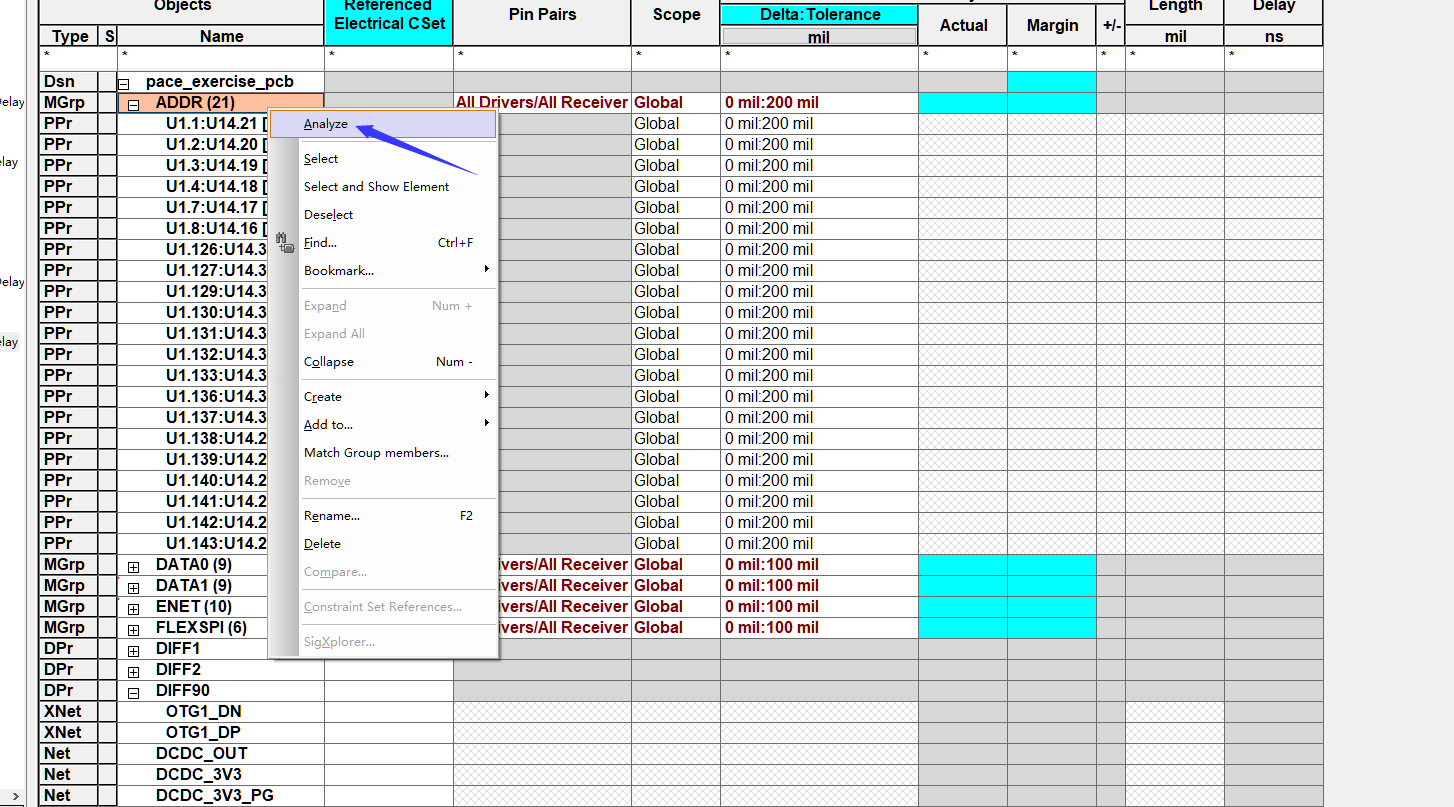 Objects Referenced Electrical CSet Pin Pairs Scope Delta:Tolerance Actual Margin +/- Length Delay
Type S Name mil mil ns
* * * * * * * * * * *
Dsn pace_exercise_pcb
MGrp ADDR (21) All Drivers/All Receiver Global 0 mil:200 mil
PPr U1.1:U14.21 [ Global 0 mil:200 mil
PPr U1.2:U14.20 [ Global 0 mil:200 mil
PPr U1.3:U14.19 [ Global 0 mil:200 mil
PPr U1.4:U14.18 [ Global 0 mil:200 mil
PPr U1.7:U14.17 [ Global 0 mil:200 mil
PPr U1.8:U14.16 [ Global 0 mil:200 mil
PPr U1.126:U14.3 Global 0 mil:200 mil
PPr U1.127:U14.3 Global 0 mil:200 mil
PPr U1.129:U14.3 Global 0 mil:200 mil
PPr U1.130:U14.3 Global 0 mil:200 mil
PPr U1.131:U14.3 Global 0 mil:200 mil
PPr U1.132:U14.3 Global 0 mil:200 mil
PPr U1.133:U14.3 Global 0 mil:200 mil
PPr U1.136:U14.3 Global 0 mil:200 mil
PPr U1.137:U14.3 Global 0 mil:200 mil
PPr U1.138:U14.2 Global 0 mil:200 mil
PPr U1.139:U14.2 Global 0 mil:200 mil
PPr U1.140:U14.2 Global 0 mil:200 mil
PPr U1.141:U14.2 Global 0 mil:200 mil
PPr U1.142:U14.2 Global 0 mil:200 mil
PPr U1.143:U14.2 Global 0 mil:200 mil
MGrp DATA0 (9) ivers/All Receiver Global 0 mil:100 mil
MGrp DATA1 (9) ivers/All Receiver Global 0 mil:100 mil
MGrp ENET (10) ivers/All Receiver Global 0 mil:100 mil
MGrp FLEXSPI (6) ivers/All Receiver Global 0 mil:100 mil
DPr DIFF1
DPr DIFF2
DPr DIFF90
XNet OTG1_DN
XNet OTG1_DP
Net DCDC_OUT
Net DCDC_3V3
Net DCDC_3V3_PG
Analyze
Select
Select and Show Element
Deselect
Find... Ctrl+F
Bookmark...
Expand Num +
Expand All
Collapse Num -
Create
Add to...
Match Group members...
Remove
Rename... F2
Delete
Compare...
Constraint Set References...
SigXplorer...
elay
elay
elay
elay